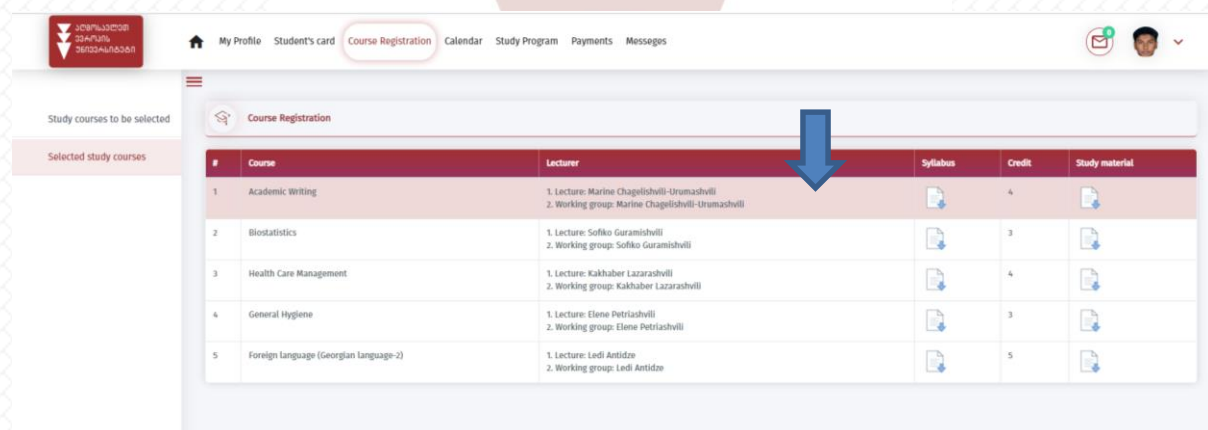 აღმოსავლეთ
ევროპის
უნივერსიტეტი
My Profile Student's card Course Registration Calendar Study Program Payments Messeges
0
Study courses to be selected
Selected study courses
Course Registration
# Course Lecturer Syllabus Credit Study material
1 Academic Writing 1. Lecture: Marine Chagelishvili-Urumashvili 4
2. Working group: Marine Chagelishvili-Urumashvili
2 Biostatistics 1. Lecture: Sofiko Guramishvili 3
2. Working group: Sofiko Guramishvili
3 Health Care Management 1. Lecture: Kakhaber Lazarashvili 4
2. Working group: Kakhaber Lazarashvili
4 General Hygiene 1. Lecture: Elene Petriashvili 3
2. Working group: Elene Petriashvili
5 Foreign language (Georgian language-2) 1. Lecture: Ledi Antidze 5
2. Working group: Ledi Antidze